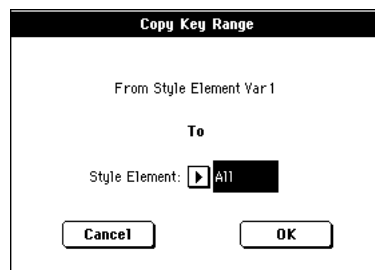 Copy Key Range
From Style Element Var1
To
Style Element: All
Cancel OK